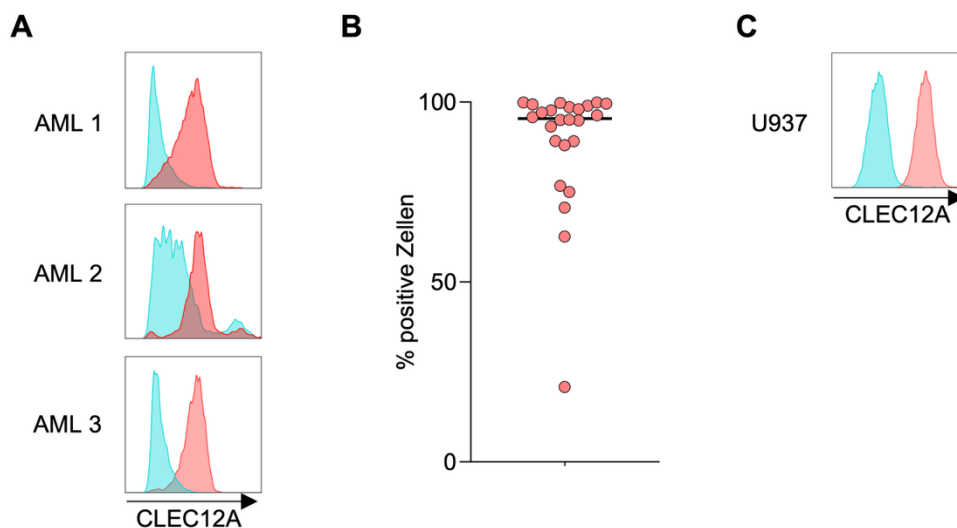 A
AML 1
AML 2
AML 3
CLEC12A
B
% positive Zellen
100
50
0
C
U937
CLEC12A